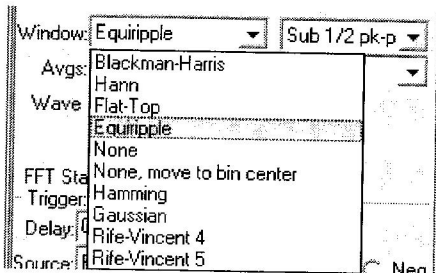 Window: Equiripple Sub 1/2 pk-p
Avgs: Blackman-Harris
Hann
Wave Flat-Top
Equiripple
None
None, move to bin center
FFT Sta
Hamming
Trigger:
Gaussian
Delay: Rife-Vincent 4
Source: Rife-Vincent 5 Neg